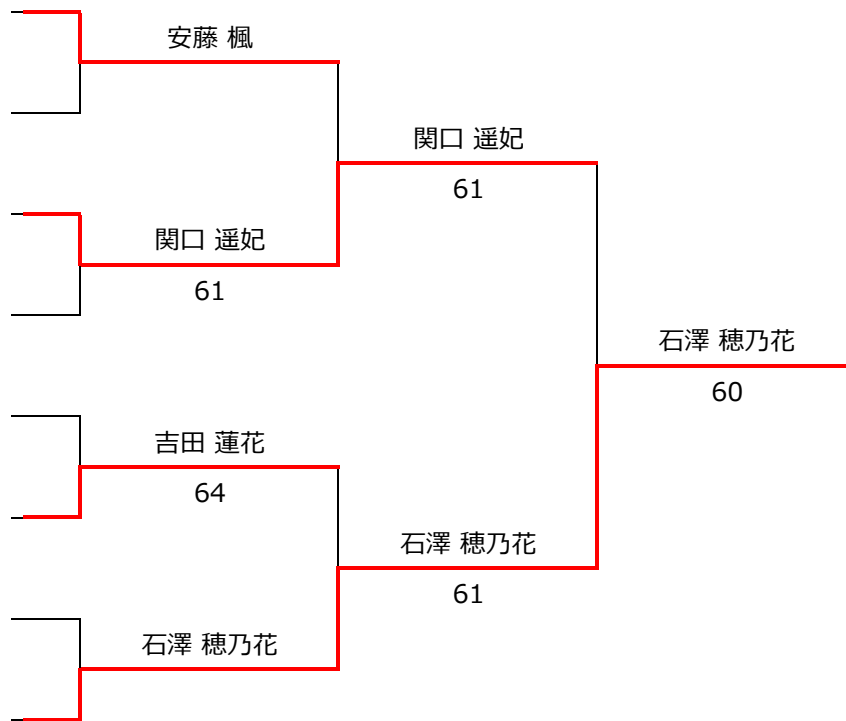 安藤 楓
関口 遥妃
61
関口 遥妃
61
石澤 穂乃花
60
吉田 蓮花
64
石澤 穂乃花
61
石澤 穂乃花